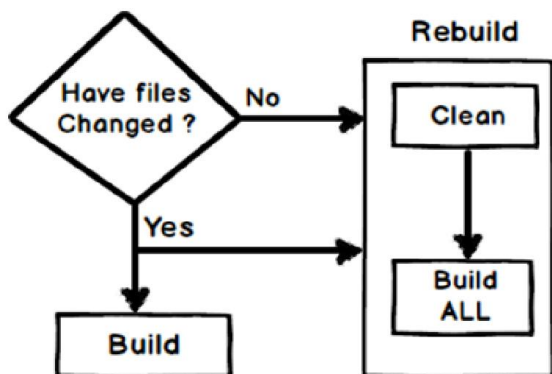 Rebuild
Have files
Changed ?
No
Clean
Yes
Build
ALL
Build